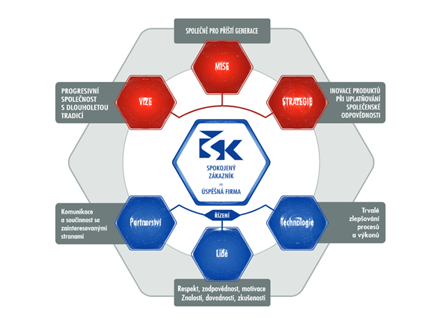 SPOLEČNĚ PRO PŘÍŠTÍ GENERACE
MISE
PROGRESIVNÍ
SPOLEČNOST
S DLOUHOLETOU
TRADICÍ
VIZE
STRATEGIE
INOVACE PRODUKTŮ
PŘI UPLATŇOVÁNÍ
SPOLEČENSKÉ
ODPOVĚDNOSTI
ČSK
SPOKOJENÝ
ZÁKAZNÍK
=
ÚSPĚŠNÁ FIRMA
Komunikace
a součinnost se
zainteresovanými
stranami
Partnerství
ŘÍZENÍ
Technologie
Trvalé
zlepšování
procesů
a výkonů
Lidé
Respekt, zodpovědnost, motivace
Znalosti, dovednosti, zkušenosti